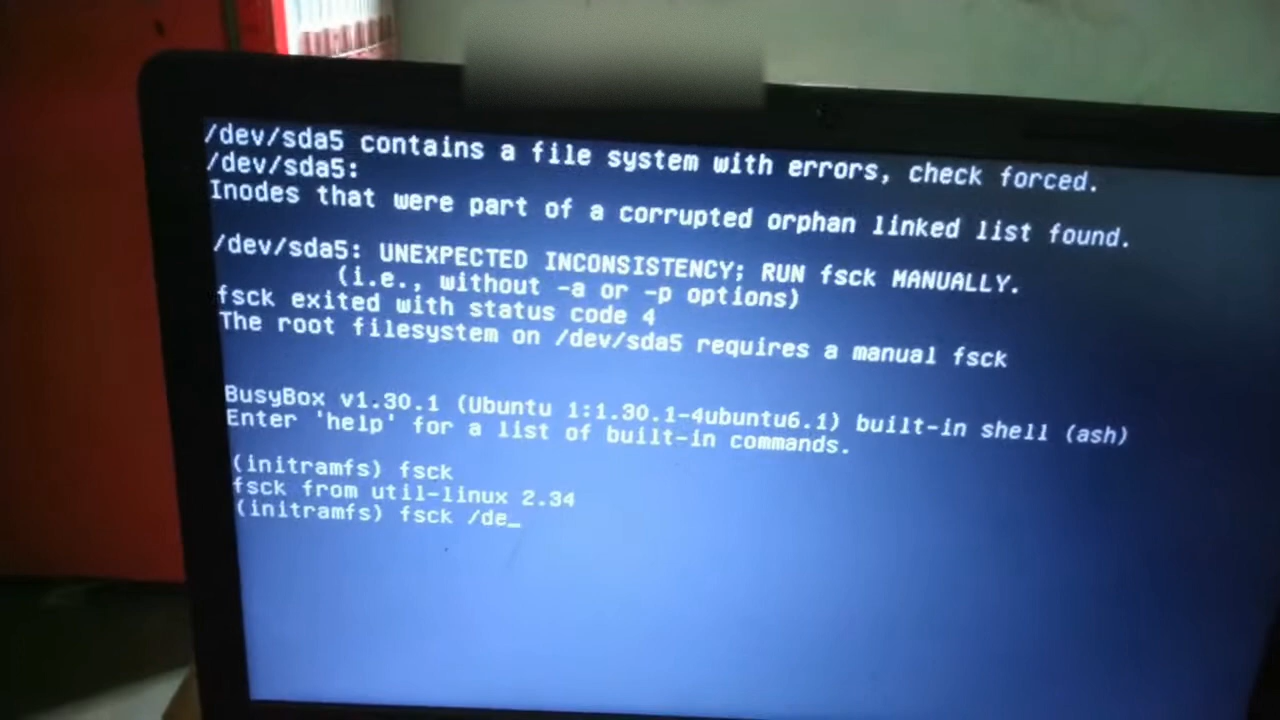 /dev/sda5 contains a file system with errors, check forced.
/dev/sda5:
Inodes that were part of a corrupted orphan linked list found.
/dev/sda5: UNEXPECTED INCONSISTENCY; RUN fsck MANUALLY.
(i.e., without -a or -p options)
fsck exited with status code 4
The root filesystem on /dev/sda5 requires a manual fsck
BusyBox v1.30.1 (Ubuntu 1:1.30.1-4ubuntu6.1) built-in shell (ash)
Enter 'help' for a list of built-in commands.
(initramfs) fsck
fsck from util-linux 2.34
(initramfs) fsck /de_